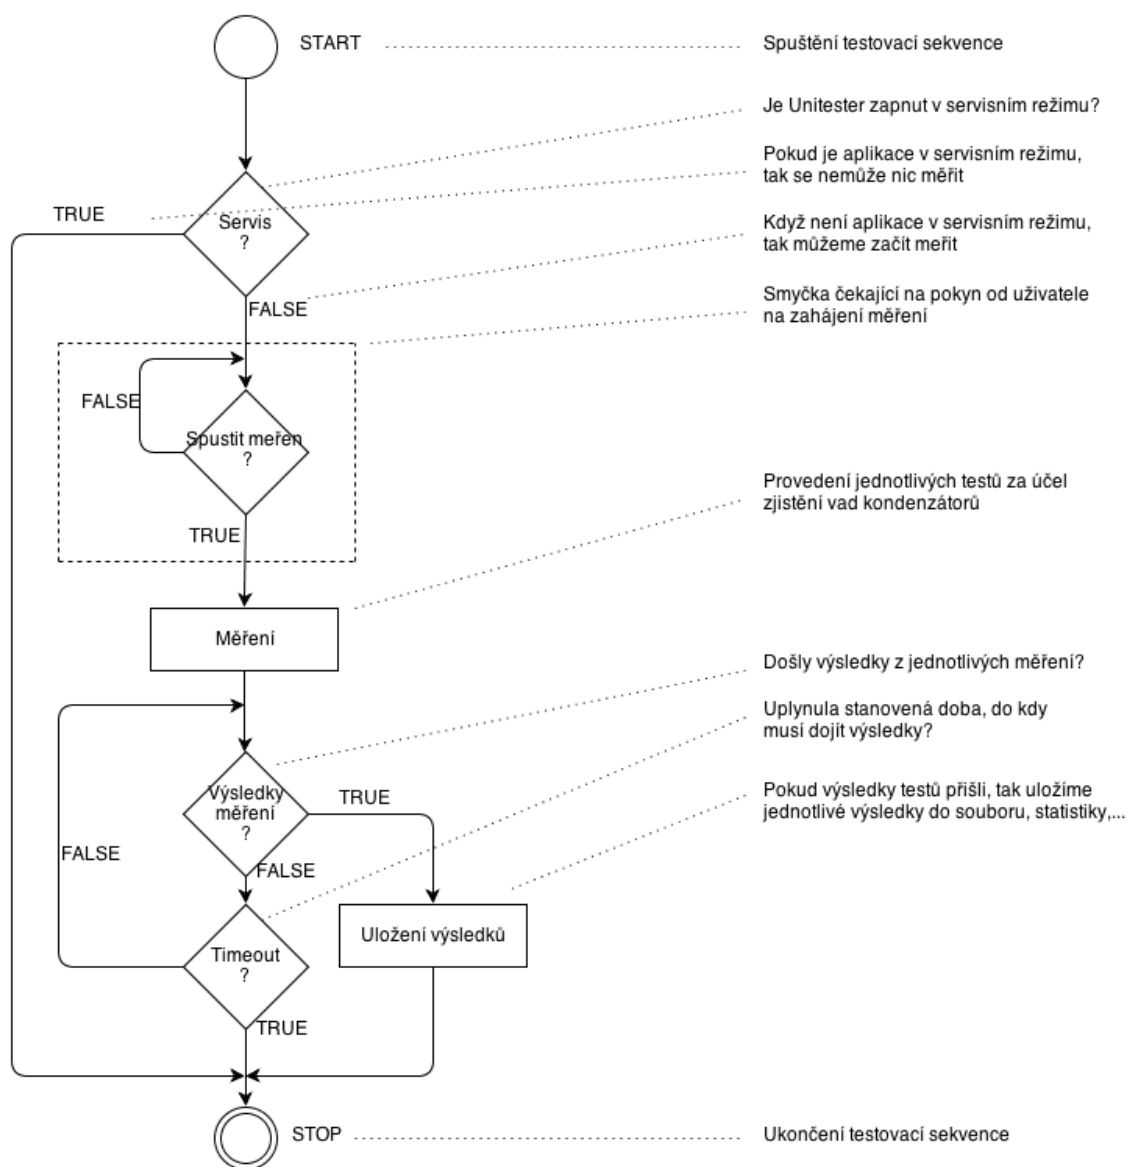 START
Spuštění testovací sekvence
Je Unitester zapnut v servisním režimu?
Pokud je aplikace v servisním režimu,
tak se nemůže nic měřit
TRUE
Servis
?
Když není aplikace v servisním režimu,
tak můžeme začít meřit
FALSE
Smyčka čekající na pokyn od uživatele
na zahájení měření
FALSE
Spustit meřen
?
TRUE
Provedení jednotlivých testů za účel
zjistění vad kondenzátorů
Měření
Došly výsledky z jednotlivých měření?
Uplynula stanovená doba, do kdy
musí dojít výsledky?
Výsledky
měření
?
TRUE
Pokud výsledky testů přišli, tak uložíme
jednotlivé výsledky do souboru, statistiky,...
FALSE
FALSE
Uložení výsledků
Timeout
?
TRUE
STOP
Ukončení testovací sekvence